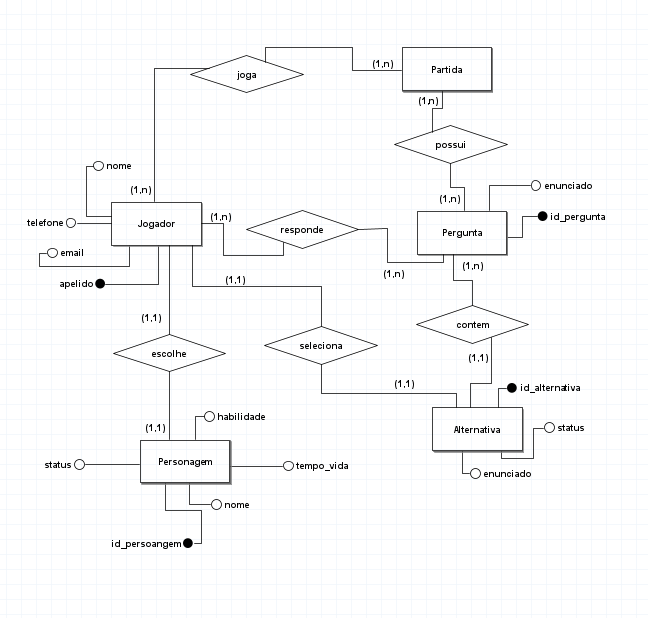 joga
(1,n)
Partida
(1,n)
possui
nome
(1,n)
(1,n)
enunciado
telefone
Jogador
(1,n)
responde
Pergunta
id_pergunta
email
(1,n)
(1,n)
apelido
(1,1)
(1,1)
contem
escolhe
seleciona
(1,1)
(1,1)
id_alternativa
(1,1)
habilidade
Alternativa
status
status
Personagem
tempo_vida
enunciado
nome
id_persoangem